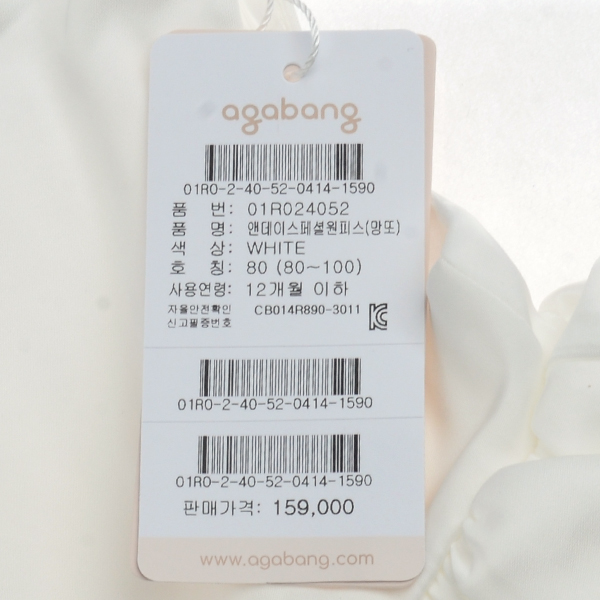 agabang
01R0-2-40-52-0414-1590
품 번: 01R024052
품 명: 앤데이스페셜원피스(망또)
색 상: WHITE
호 칭: 80 (80~100)
사용연령: 12개월 이하
자율안전확인
신고필증번호 CB014R890-3011
01R0-2-40-52-0414-1590
01R0-2-40-52-0414-1590
판매가격: 159,000
www.agabang.com